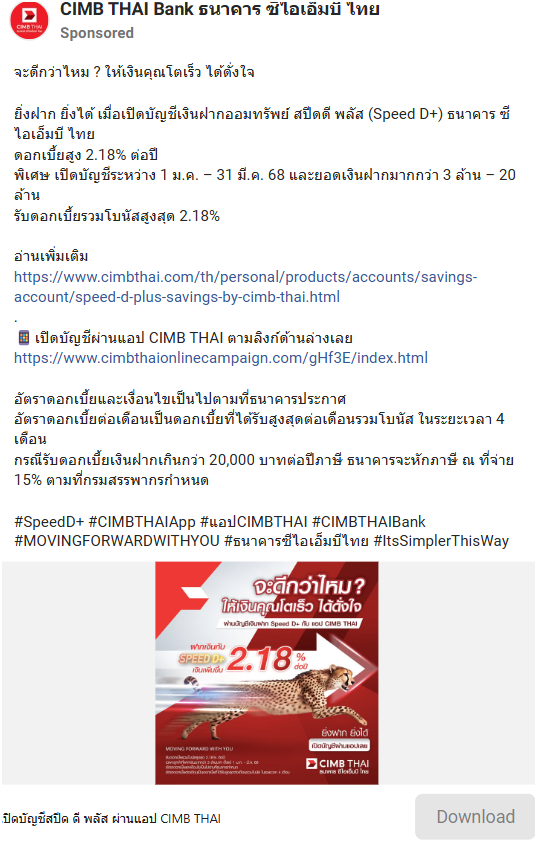 CIMB THAI Bank ธนาคาร ซีไอเอ็มบี ไทย
Sponsored
จะดีกว่าไหม ? ให้เงินคุณโตเร็ว ได้ดั่งใจ
ยิ่งฝาก ยิ่งได้ เมื่อเปิดบัญชีเงินฝากออมทรัพย์ สปีดดี พลัส (Speed D+) ธนาคาร ซี
ไอเอ็มบี ไทย
ดอกเบี้ยสูง 2.18% ต่อปี
พิเศษ เปิดบัญชีระหว่าง 1 ม.ค. – 31 มี.ค. 68 และยอดเงินฝากมากกว่า 3 ล้าน – 20
ล้าน
รับดอกเบี้ยรวมโบนัสสูงสุด 2.18%
อ่านเพิ่มเติม
https://www.cimbthai.com/th/personal/products/accounts/savings-
account/speed-d-plus-savings-by-cimb-thai.html
.
เปิดบัญชีผ่านแอป CIMB THAI ตามลิงก์ด้านล่างเลย
https://www.cimbthaionlinecampaign.com/gHf3E/index.html
อัตราดอกเบี้ยและเงื่อนไขเป็นไปตามที่ธนาคารประกาศ
อัตราดอกเบี้ยต่อเดือนเป็นดอกเบี้ยที่ได้รับสูงสุดต่อเดือนรวมโบนัส ในระยะเวลา 4
เดือน
กรณีรับดอกเบี้ยเงินฝากเกินกว่า 20,000 บาทต่อปีภาษี ธนาคารจะหักภาษี ณ ที่จ่าย
15% ตามที่กรมสรรพากรกำหนด
#SpeedD+ #CIMBTHAIApp #แอปCIMBTHAI #CIMBTHAIBank
#MOVINGFORWARDWITHYOU #ธนาคารซีไอเอ็มบีไทย #ItsSimplerThisWay
จะดีกว่าไหม?
ให้เงินคุณโตเร็ว ได้ดั่งใจ
ผ่านบัญชีเงินฝาก Speed D+ กับ แอป CIMB THAI
ฝากเงินกับ
SPEED D+
เงินเพิ่มขึ้น
2.18 %
ต่อปี
ยิ่งฝาก ยิ่งได้
เปิดบัญชีผ่านแอปเลย
MOVING FORWARD WITH YOU
CIMB THAI
ธนาคาร ซีไอเอ็มบี ไทย
เปิดบัญชีสปีด ดี พลัส ผ่านแอป CIMB THAI
Download